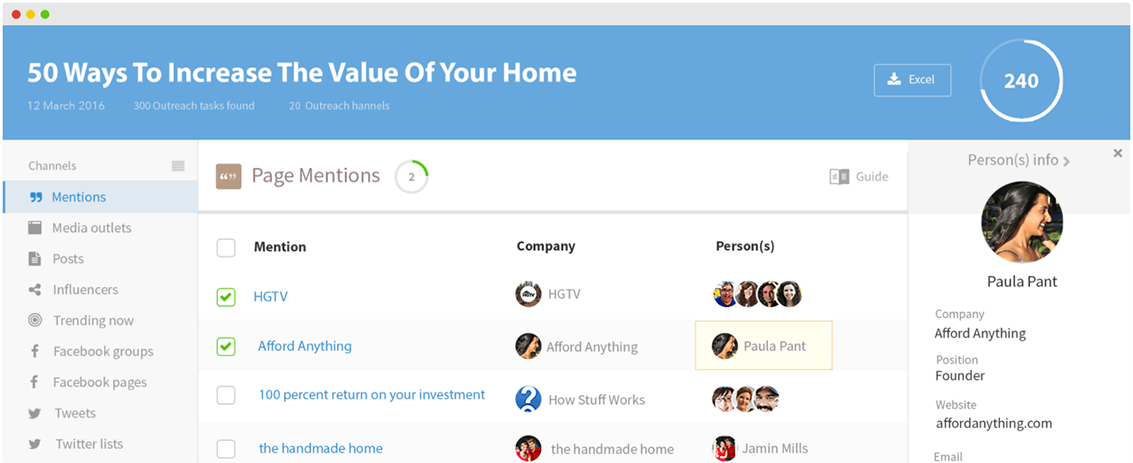 50 Ways To Increase The Value Of Your Home
12 March 2016 300 Outreach tasks found 20 Outreach hannels
Excel
240
Channels
Mentions
Media outlets
Posts
Influencers
Trending now
Facebook groups
Facebook pages
Tweets
Twitter lists
Page Mentions 2
Guide
Mention Company Person(s)
HGTV HGTV
Afford Anything Afford Anything Paula Pant
100 percent return on your investment How Stuff Works
the handmade home the handmade home Jamin Mills
Person(s) info
Paula Pant
Company
Afford Anything
Position
Founder
Website
affordanything.com
Email